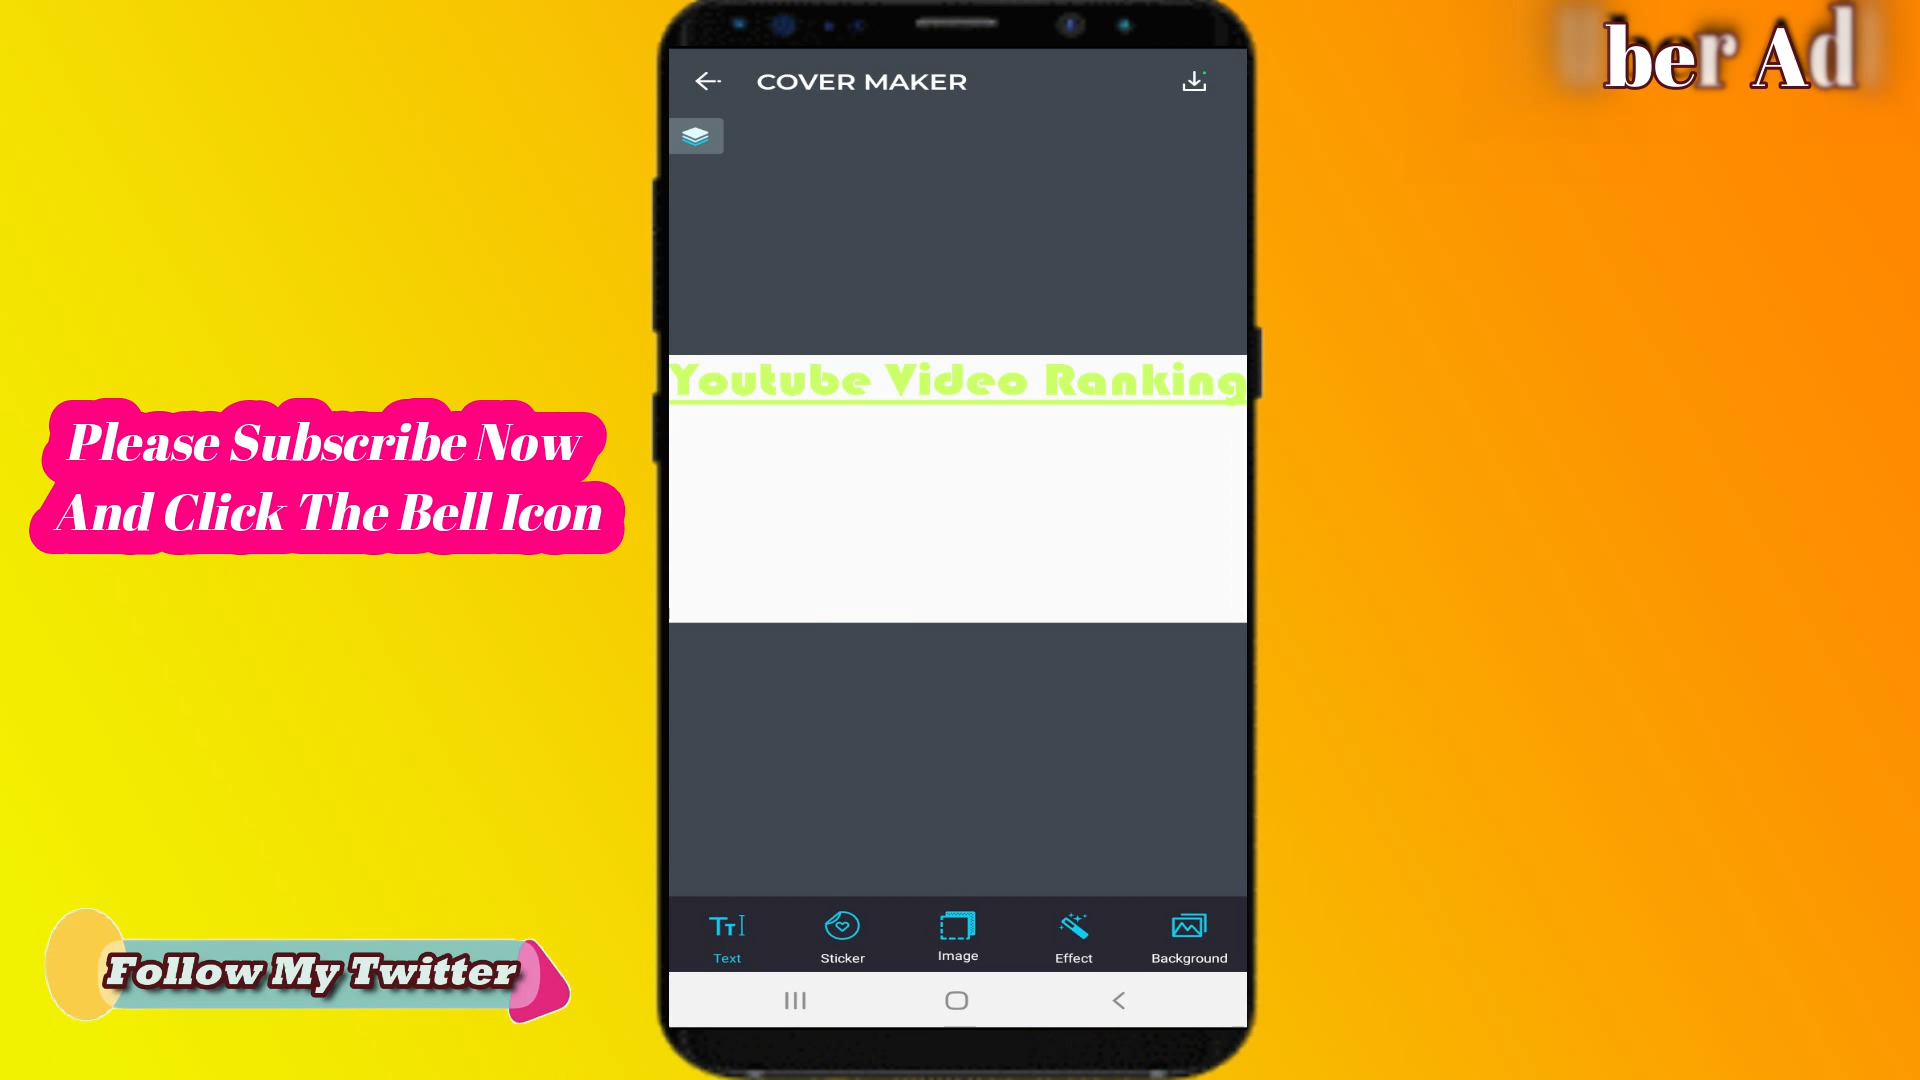 ber Ad
COVER MAKER
Youtube Video Ranking
Please Subscribe Now
And Click The Bell Icon
Follow My Twitter
Text
Sticker
Image
Effect
Background